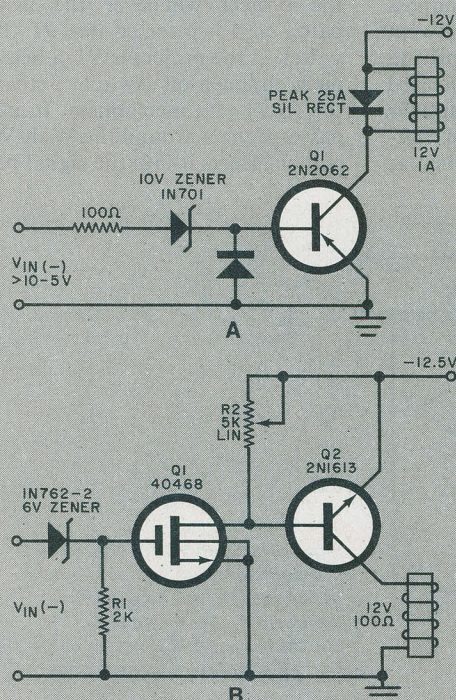 -12V
PEAK 25A
SIL RECT
12V
1A
Q1
2N2062
10V ZENER
1N701
100Ω
VIN(-)
>10-5V
A
-12.5V
R2
5K
LIN
Q2
2N1613
Q1
40468
1N762-2
6V ZENER
VIN(-)
R1
2K
12V
100Ω
B